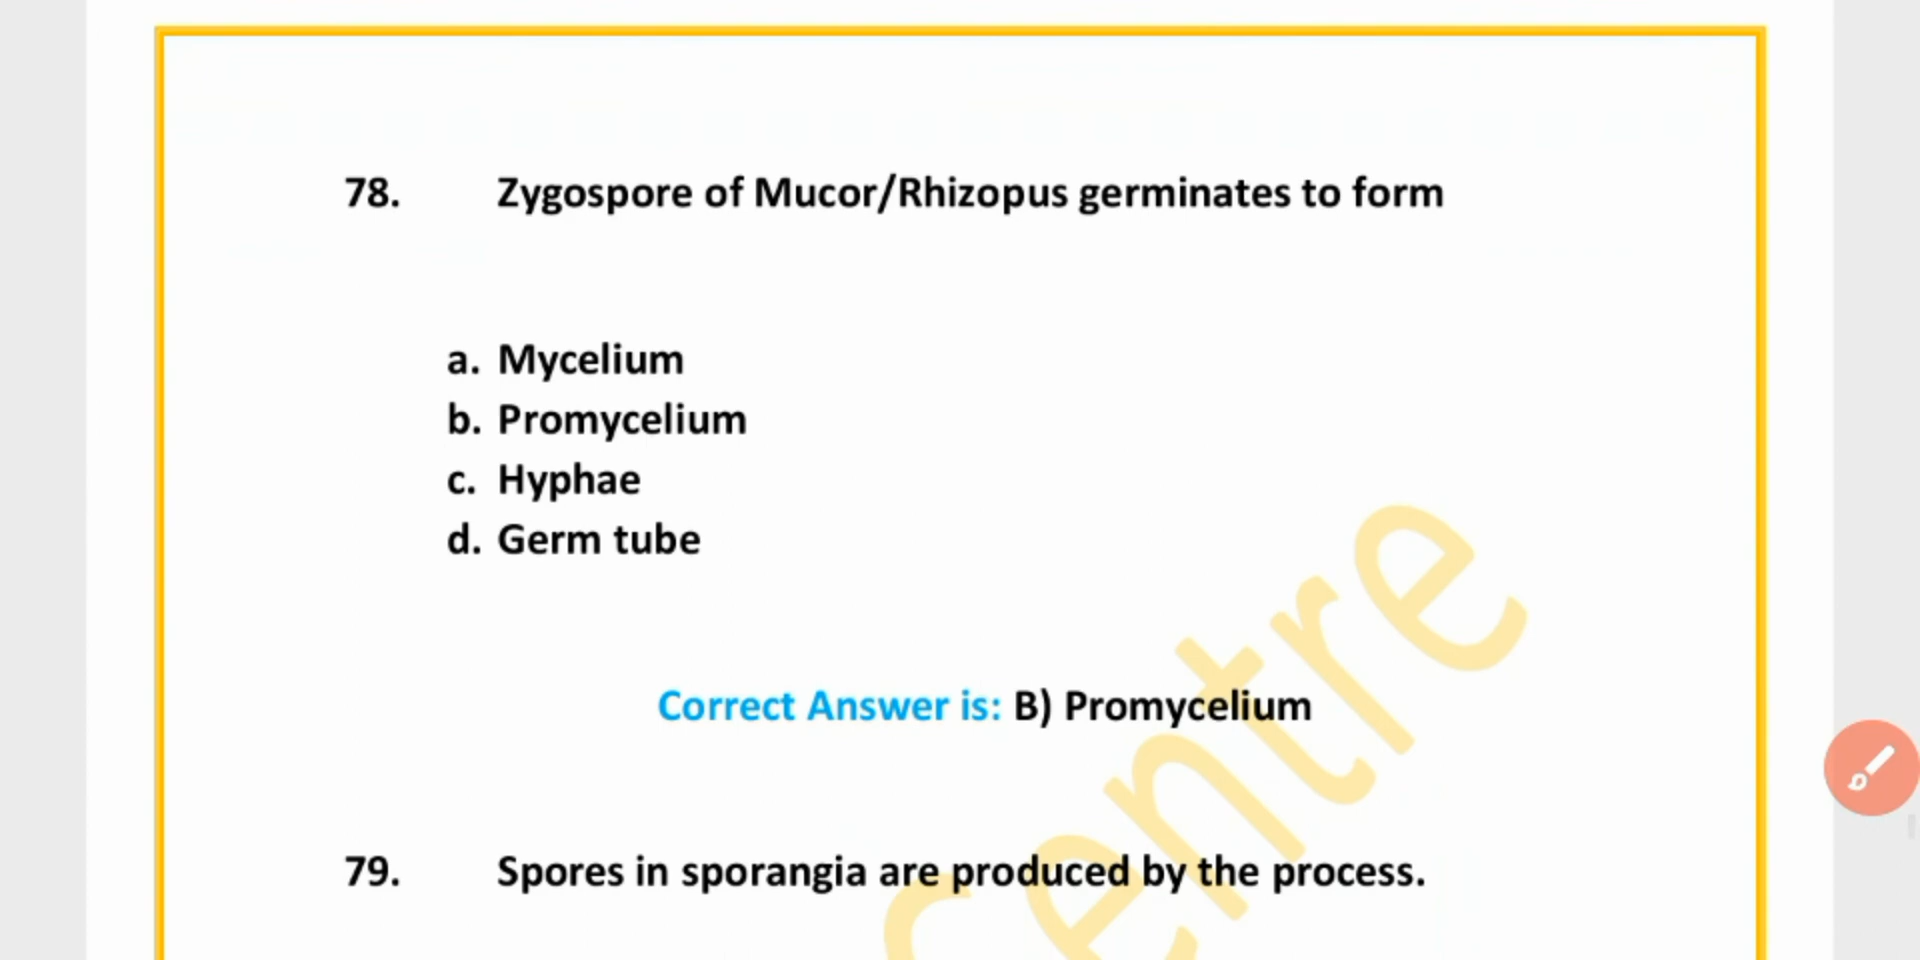 78. Zygospore of Mucor/Rhizopus germinates to form
a. Mycelium
b. Promycelium
c. Hyphae
d. Germ tube
Correct Answer is: B) Promycelium
79. Spores in sporangia are produced by the process.
Centre